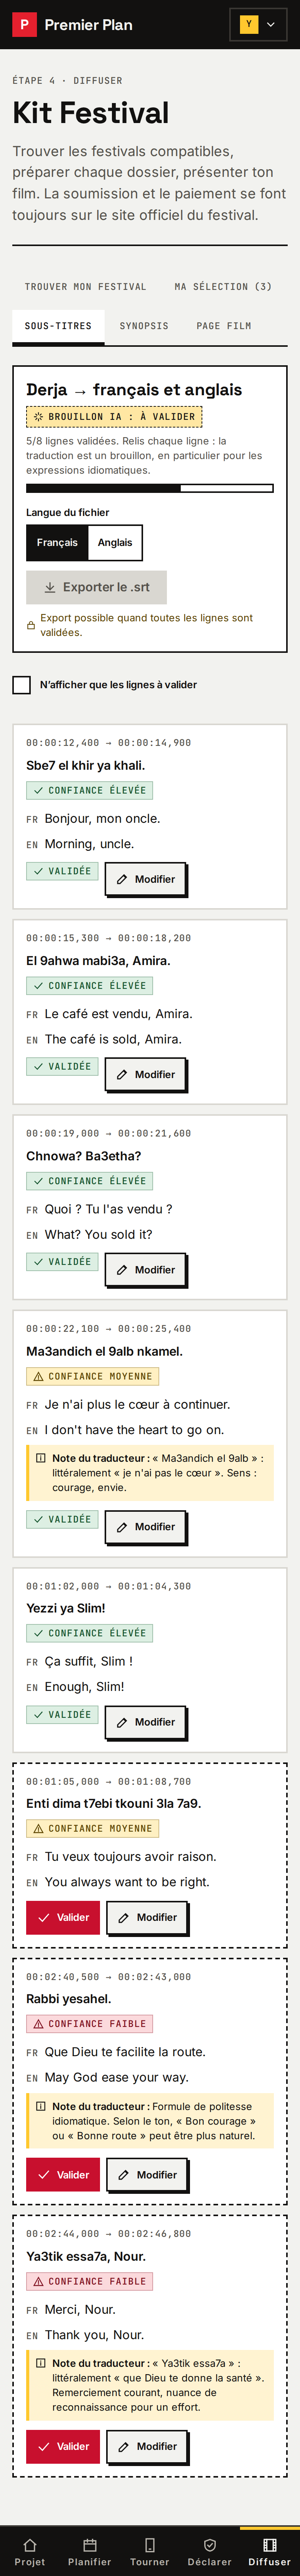 P Premier Plan Y
ÉTAPE 4 · DIFFUSER
Kit Festival
Trouver les festivals compatibles,
préparer chaque dossier, présenter ton
film. La soumission et le paiement se font
toujours sur le site officiel du festival.
TROUVER MON FESTIVAL MA SÉLECTION (3)
SOUS-TITRES SYNOPSIS PAGE FILM
Derja → français et anglais
BROUILLON IA : À VALIDER
5/8 lignes validées. Relis chaque ligne : la
traduction est un brouillon, en particulier pour les
expressions idiomatiques.
Langue du fichier
Français Anglais
Exporter le .srt
Export possible quand toutes les lignes sont
validées.
N'afficher que les lignes à valider
00:00:12,400 → 00:00:14,900
Sbe7 el khir ya khali.
CONFIANCE ÉLEVÉE
FR Bonjour, mon oncle.
EN Morning, uncle.
VALIDÉE Modifier
00:00:15,300 → 00:00:18,200
El 9ahwa mabi3a, Amira.
CONFIANCE ÉLEVÉE
FR Le café est vendu, Amira.
EN The café is sold, Amira.
VALIDÉE Modifier
00:00:19,000 → 00:00:21,600
Chnowa? Ba3etha?
CONFIANCE ÉLEVÉE
FR Quoi ? Tu l'as vendu ?
EN What? You sold it?
VALIDÉE Modifier
00:00:22,100 → 00:00:25,400
Ma3andich el 9alb nkamel.
CONFIANCE MOYENNE
FR Je n'ai plus le cœur à continuer.
EN I don't have the heart to go on.
Note du traducteur : « Ma3andich el 9alb » :
littéralement « je n'ai pas le cœur ». Sens :
courage, envie.
VALIDÉE Modifier
00:01:02,000 → 00:01:04,300
Yezzi ya Slim!
CONFIANCE ÉLEVÉE
FR Ça suffit, Slim !
EN Enough, Slim!
VALIDÉE Modifier
00:01:05,000 → 00:01:08,700
Enti dima t7ebi tkouni 3la 7a9.
CONFIANCE MOYENNE
FR Tu veux toujours avoir raison.
EN You always want to be right.
Valider Modifier
00:02:40,500 → 00:02:43,000
Rabbi yesahel.
CONFIANCE FAIBLE
FR Que Dieu te facilite la route.
EN May God ease your way.
Note du traducteur : Formule de politesse
idiomatique. Selon le ton, « Bon courage »
ou « Bonne route » peut être plus naturel.
Valider Modifier
00:02:44,000 → 00:02:46,800
Ya3tik essa7a, Nour.
CONFIANCE FAIBLE
FR Merci, Nour.
EN Thank you, Nour.
Note du traducteur : « Ya3tik essa7a » :
littéralement « que Dieu te donne la santé ».
Remerciement courant, nuance de
reconnaissance pour un effort.
Valider Modifier
Projet Planifier Tourner Déclarer Diffuser